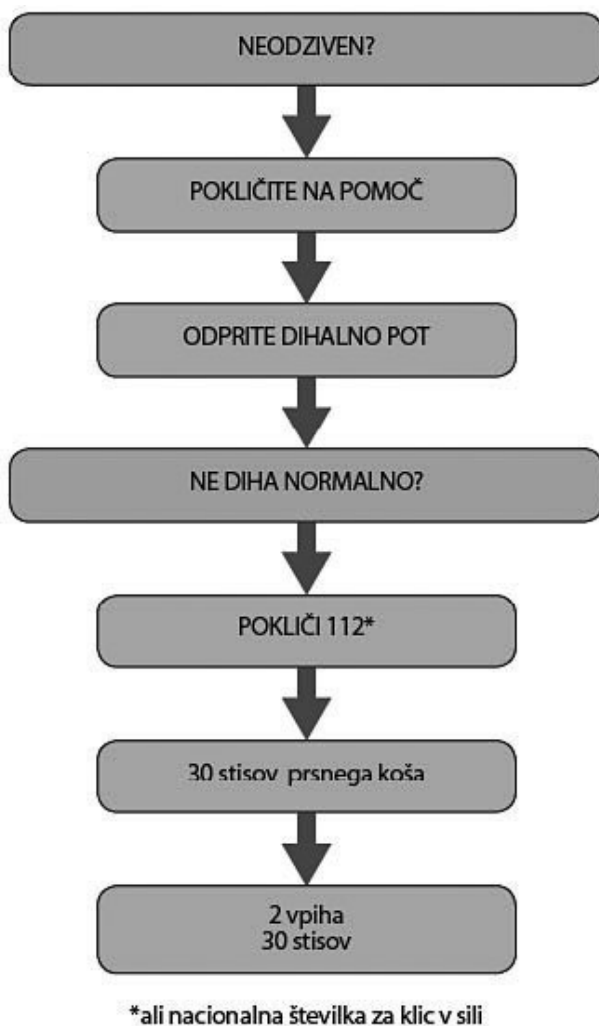 NEODZIVEN?
POKLIČITE NA POMOČ
ODPRITE DIHALNO POT
NE DIHA NORMALNO?
POKLIČI 112*
30 stisov prsnega koša
2 vpiha
30 stisov
*ali nacionalna številka za klic v sili